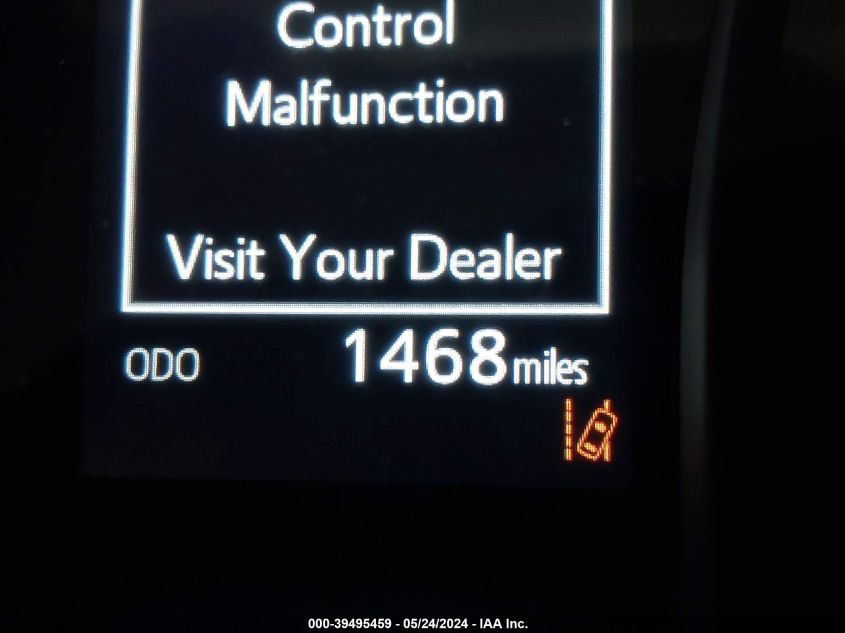 Control
Malfunction
Visit Your Dealer
ODO 1468 miles
000-39495459 - 05/24/2024 - IAA Inc.